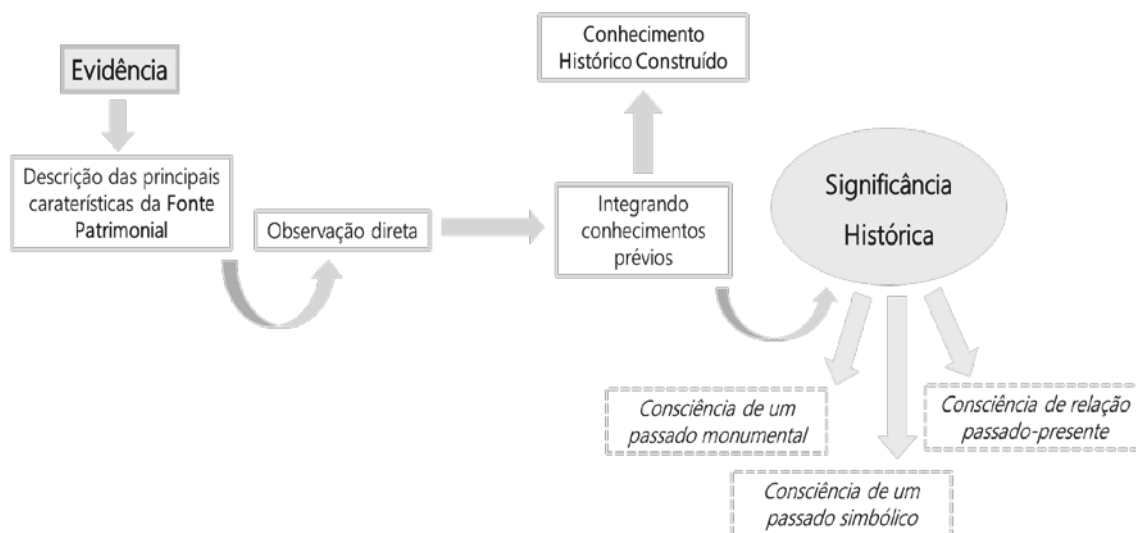 Evidência
Descrição das principais
caraterísticas da Fonte
Patrimonial
Observação direta
Conhecimento
Histórico Construído
Integrando
conhecimentos
prévios
Significância
Histórica
Consciência de um
passado monumental
Consciência de um
passado simbólico
Consciência de relação
passado-presente